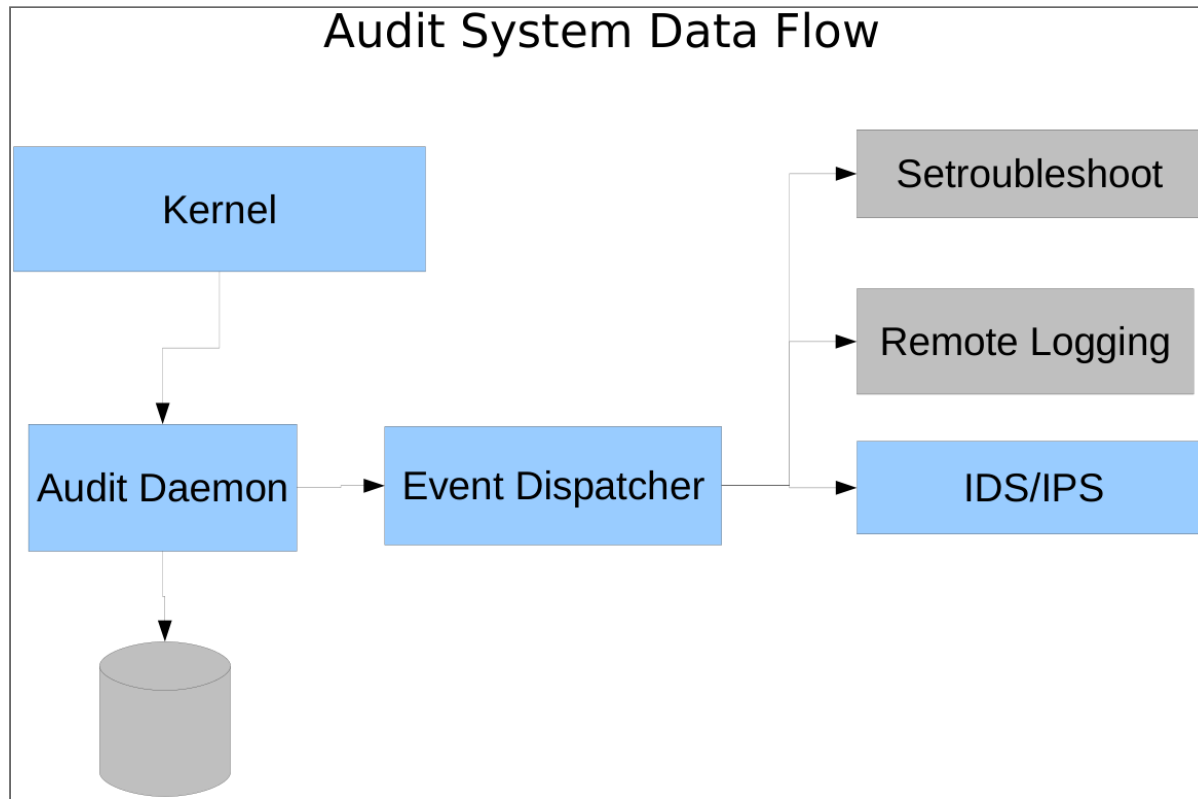 Audit System Data Flow
Kernel
Setroubleshoot
Remote Logging
Audit Daemon
Event Dispatcher
IDS/IPS